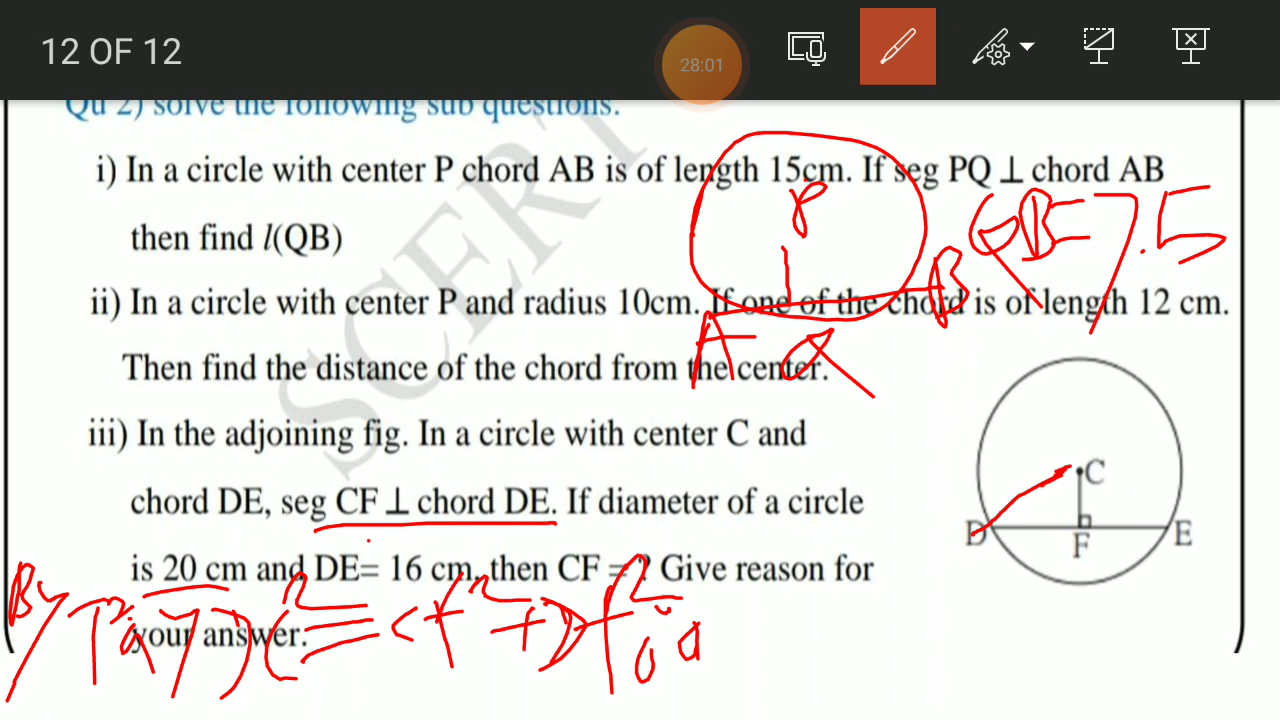 12 OF 12
28:01
Qu 2) solve the following sub questions.
i) In a circle with center P chord AB is of length 15cm. If seg PQ ⊥ chord AB
then find l(QB)
P
QB=7.5
A
Q
B
ii) In a circle with center P and radius 10cm. If one of the chord is of length 12 cm.
Then find the distance of the chord from the center.
iii) In the adjoining fig. In a circle with center C and
chord DE, seg CF ⊥ chord DE. If diameter of a circle
is 20 cm and DE= 16 cm, then CF = ? Give reason for
your answer.
C
D
F
E
By
SCERT